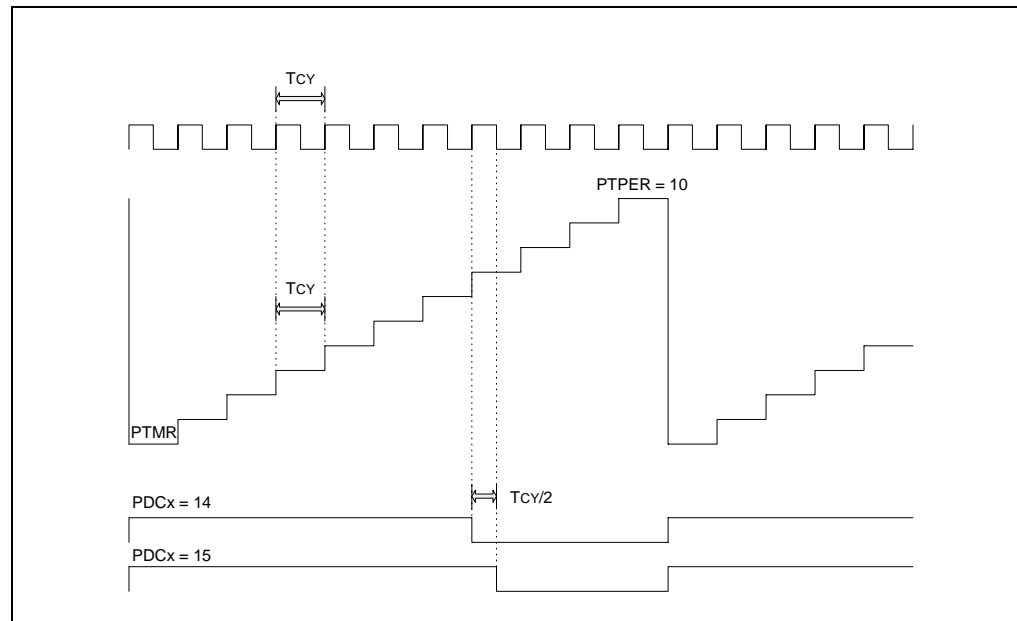 TCY
PTPER = 10
TCY
PTMR
TCY/2
PDCx = 14
PDCx = 15